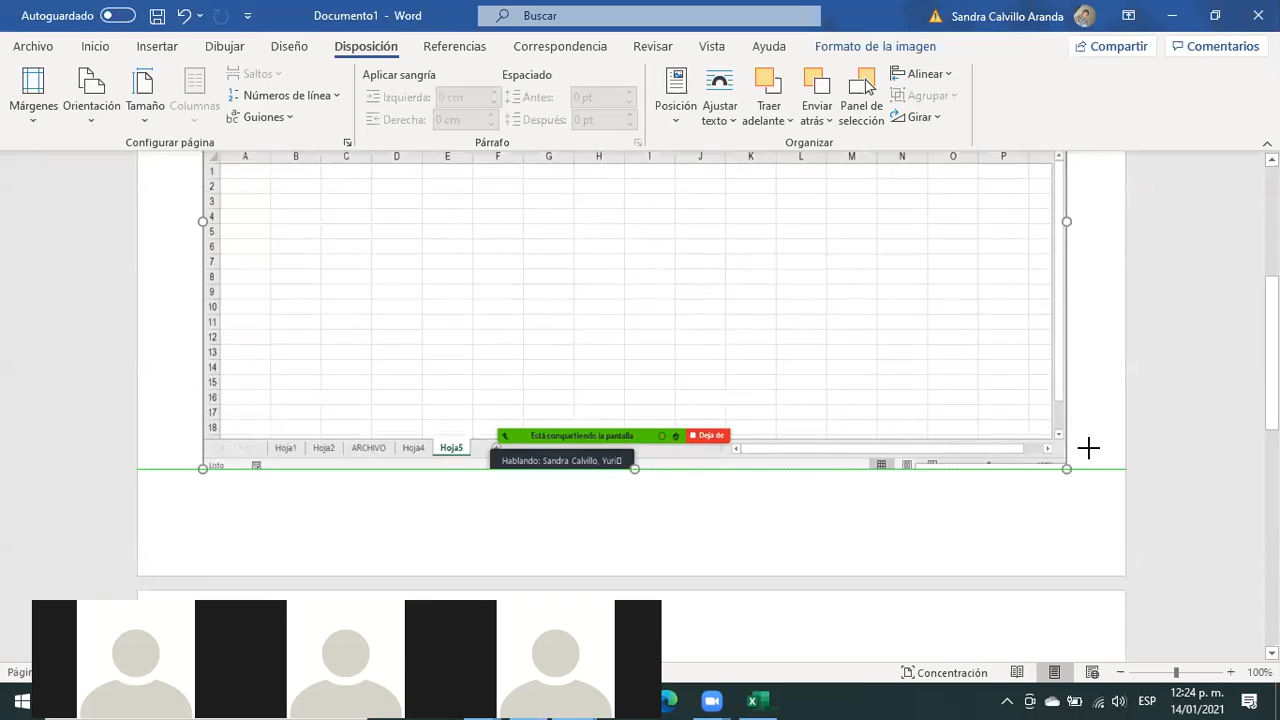 Autoguardado
Documento1 - Word
Buscar
Sandra Calvillo Aranda
Archivo Inicio Insertar Dibujar Diseño Disposición Referencias Correspondencia Revisar Vista Ayuda Formato de la imagen
Compartir Comentarios
Márgenes Orientación Tamaño Columnas
Saltos
Números de línea
Guiones
Configurar página
Aplicar sangría Espaciado
Izquierda: 0 cm Antes: 0 pt
Derecha: 0 cm Después: 0 pt
Párrafo
Posición Ajustar texto Traer adelante Enviar atrás Panel de selección
Alinear
Agrupar
Girar
Organizar
A B C D E F G H I J K L M N O P
1
2
3
4
5
6
7
8
9
10
11
12
13
14
15
16
17
18
Está compartiendo la pantalla Deja de
Hoja1 Hoja2 ARCHIVO Hoja4 Hoja5
Hablando: Sandra Calvillo, Yuri
Listo
Pági
Concentración
100%
ESP
12:24 p. m.
14/01/2021